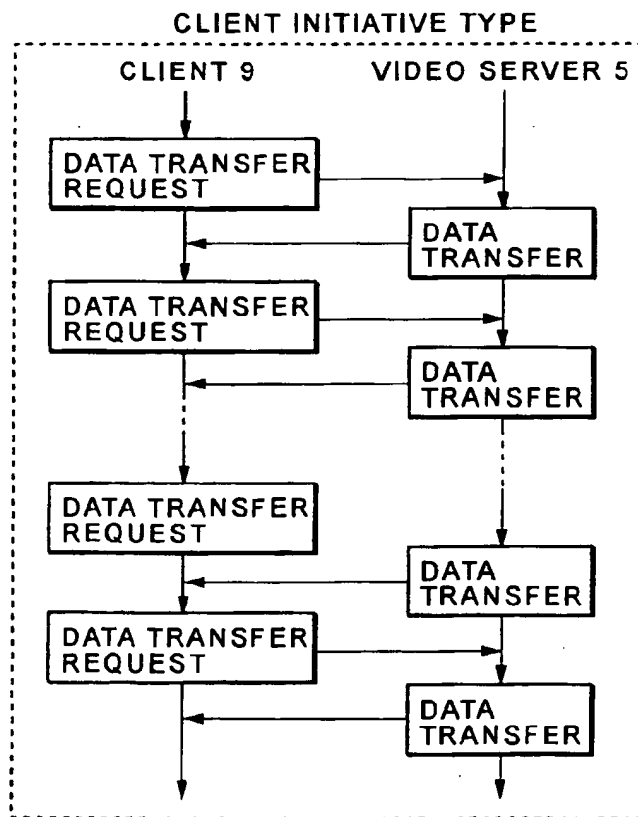 CLIENT INITIATIVE TYPE
CLIENT 9
VIDEO SERVER 5
DATA TRANSFER
REQUEST
DATA
TRANSFER
DATA TRANSFER
REQUEST
DATA
TRANSFER
DATA TRANSFER
REQUEST
DATA
TRANSFER
DATA TRANSFER
REQUEST
DATA
TRANSFER